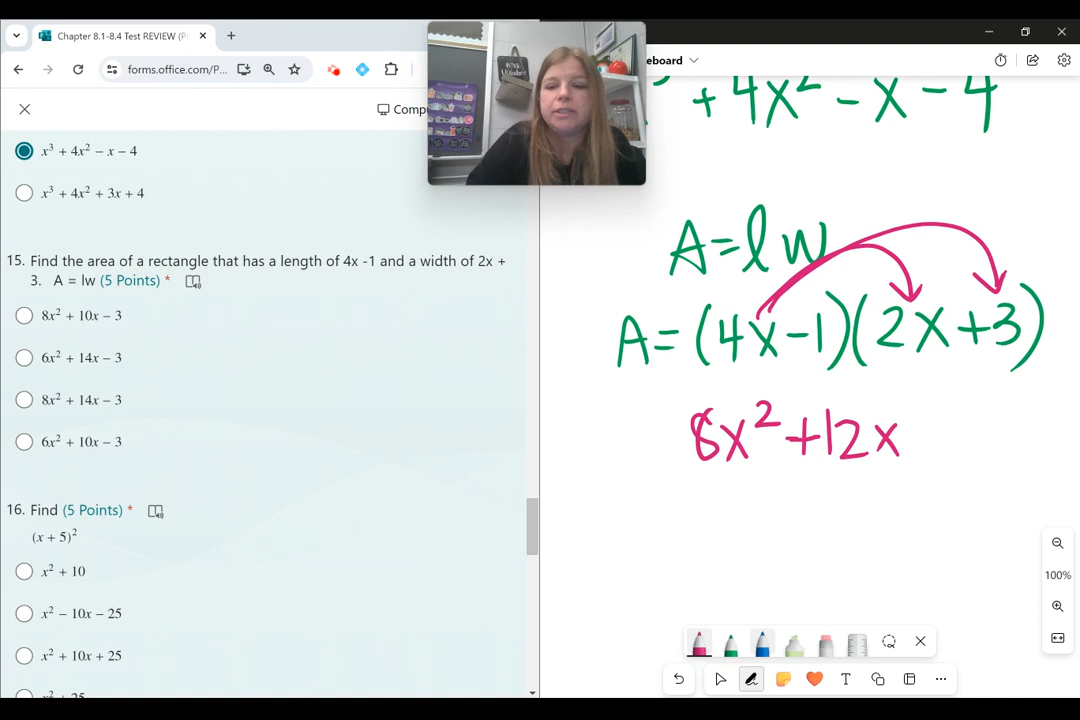 Chapter 8.1-8.4 Test REVIEW (P
forms.office.com/P...
eboard
Comp
x³ + 4x² − x − 4
x³ + 4x² + 3x + 4
15. Find the area of a rectangle that has a length of 4x -1 and a width of 2x +
3. A = lw (5 Points) *
8x² + 10x − 3
6x² + 14x − 3
8x² + 14x − 3
6x² + 10x − 3
16. Find (5 Points) *
(x + 5)²
x² + 10
x² − 10x − 25
x² + 10x + 25
+ 4x² - x - 4
A = lw
A = (4x-1)(2x+3)
8x² + 12x
100%
T